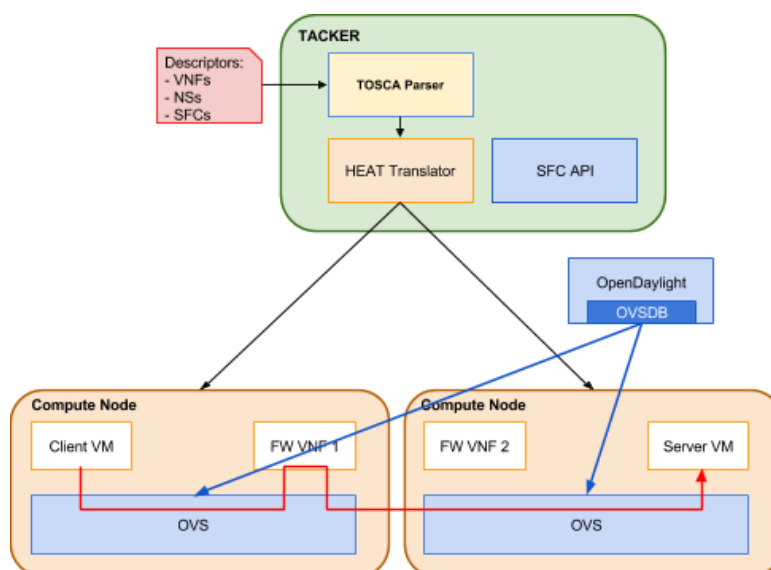 TACKER
Descriptors:
- VNFs
- NSs
- SFCs
TOSCA Parser
HEAT Translator
SFC API
OpenDaylight
OVSDB
Compute Node
Compute Node
Client VM
FW VNF 1
FW VNF 2
Server VM
OVS
OVS